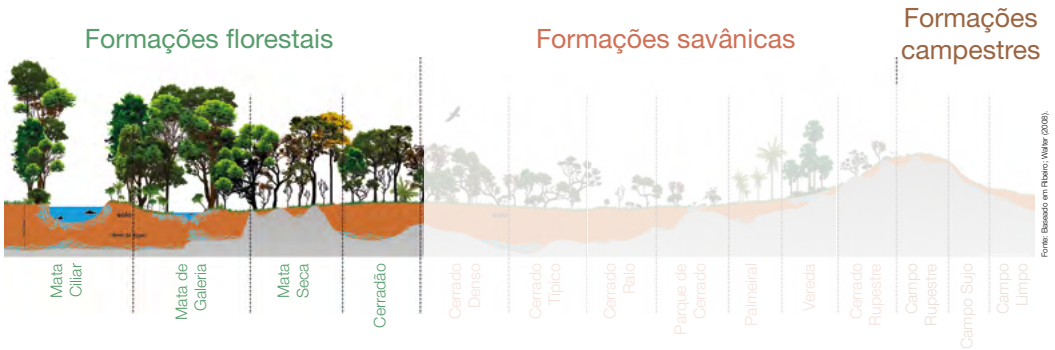 Formações florestais
Formações savânicas
Formações
campestres
Mata
Ciliar
Mata de
Galeria
Mata
Seca
Cerradão
Cerrado
Denso
Cerrado
Típico
Cerrado
Ralo
Parque de
Cerrado
Palmeiral
Vereda
Cerrado
Rupestre
Campo
Rupestre
Campo Sujo
Campo
Limpo
Fonte: Baseado em Ribeiro; Walter (2008).